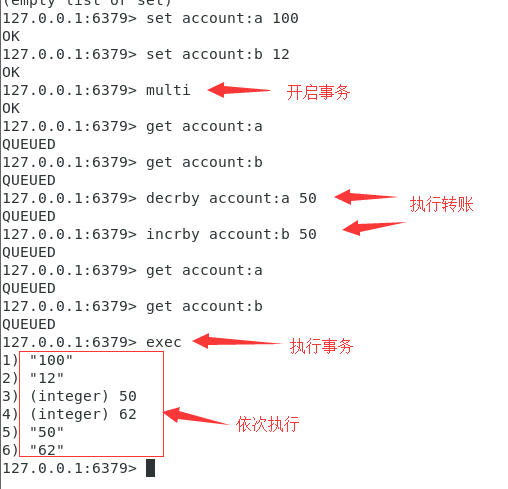 (empty list or set)
127.0.0.1:6379> set account:a 100
OK
127.0.0.1:6379> set account:b 12
OK
127.0.0.1:6379> multi 开启事务
OK
127.0.0.1:6379> get account:a
QUEUED
127.0.0.1:6379> get account:b
QUEUED
127.0.0.1:6379> decrby account:a 50
执行转账
QUEUED
127.0.0.1:6379> incrby account:b 50
QUEUED
127.0.0.1:6379> get account:a
QUEUED
127.0.0.1:6379> get account:b
QUEUED
127.0.0.1:6379> exec 执行事务
1) "100"
2) "12"
3) (integer) 50
4) (integer) 62 依次执行
5) "50"
6) "62"
127.0.0.1:6379>